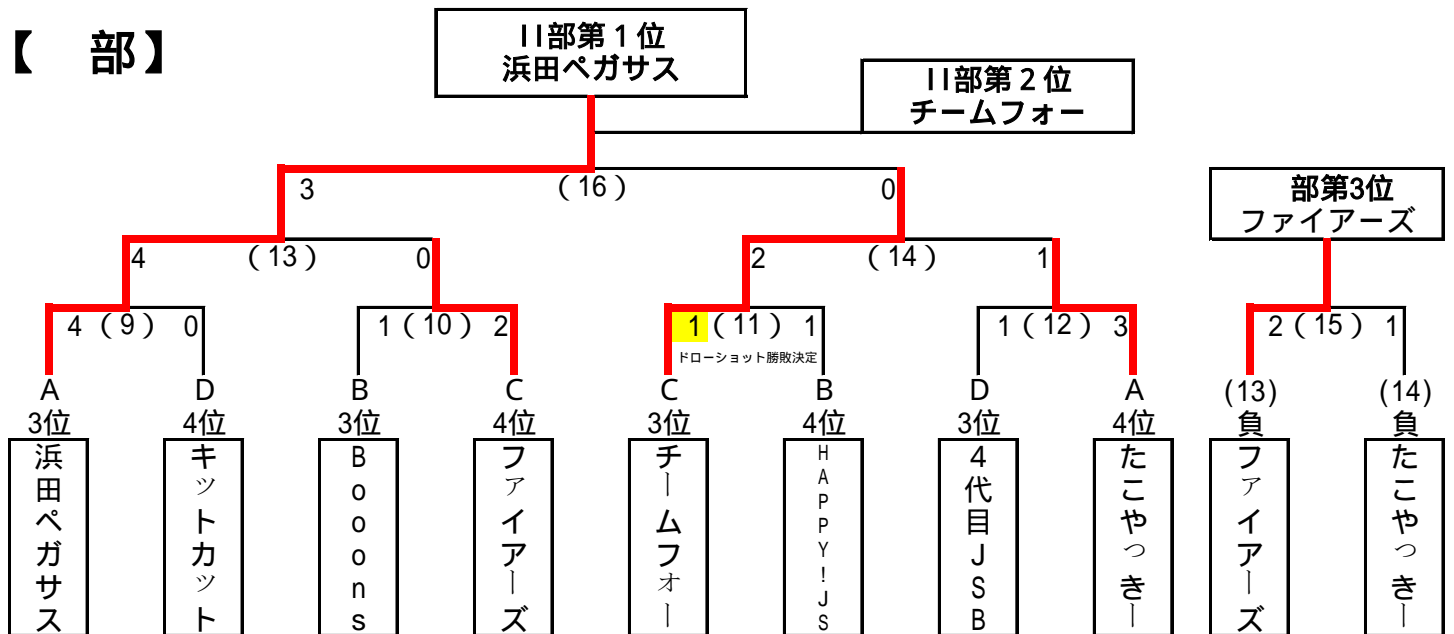 【　部】
II部第１位
浜田ペガサス
II部第２位
チームフォー
3 （16） 0
部第3位
ファイアーズ
4 （13） 0
2 （14） 1
4 （9） 0
1 （10） 2
1 （11） 1
1 （12） 3
2 （15） 1
ドローショット勝敗決定
A
D
B
C
C
B
D
A
(13)
(14)
3位
4位
3位
4位
3位
4位
3位
4位
負
負
浜田ペガサス
キットカット
Booons
ファイアーズ
チームフォー
HAPPY!JS
４代目JSB
たこやっきー
ファイアーズ
たこやっきー